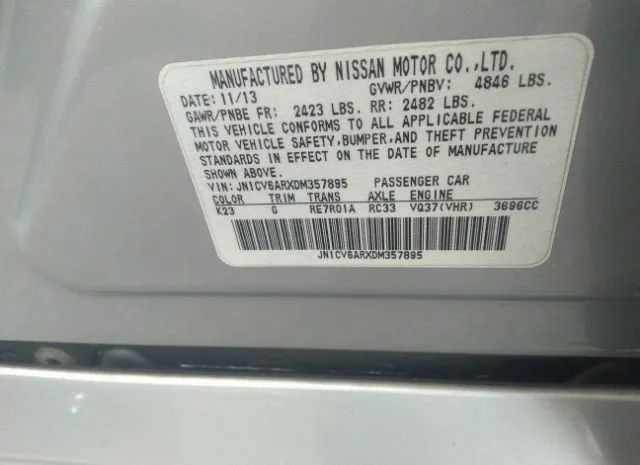 MANUFACTURED BY NISSAN MOTOR CO.,LTD.
DATE: 11/13 GVWR/PNBV: 4846 LBS.
GAWR/PNBE FR: 2423 LBS. RR: 2482 LBS.
THIS VEHICLE CONFORMS TO ALL APPLICABLE FEDERAL
MOTOR VEHICLE SAFETY, BUMPER, AND THEFT PREVENTION
STANDARDS IN EFFECT ON THE DATE OF MANUFACTURE
SHOWN ABOVE.
VIN: JN1CV6ARXDM357895 PASSENGER CAR
COLOR TRIM TRANS AXLE ENGINE
K23 G RE7R01A RC33 VQ37(VHR) 3696CC
JN1CV6ARXDM357895